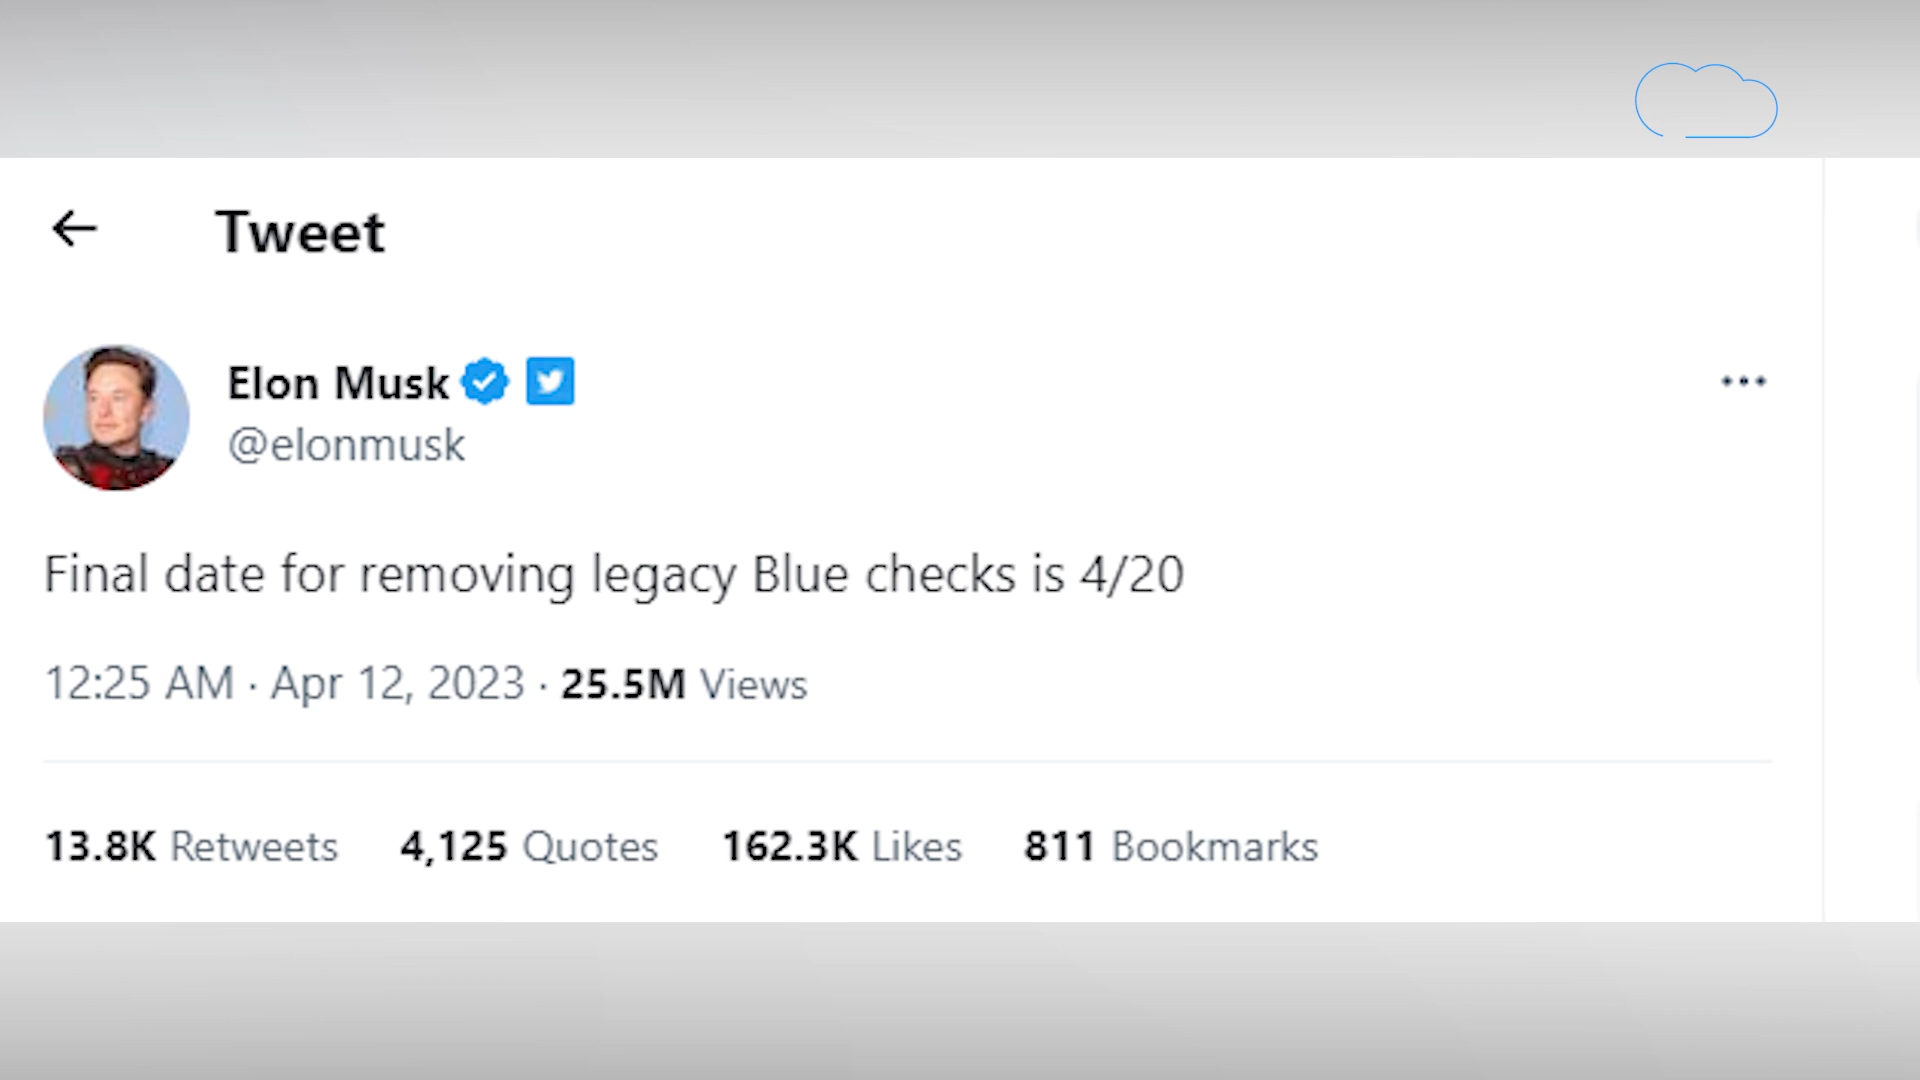 Tweet
Elon Musk
@elonmusk
Final date for removing legacy Blue checks is 4/20
12:25 AM · Apr 12, 2023 · 25.5M Views
13.8K Retweets 4,125 Quotes 162.3K Likes 811 Bookmarks